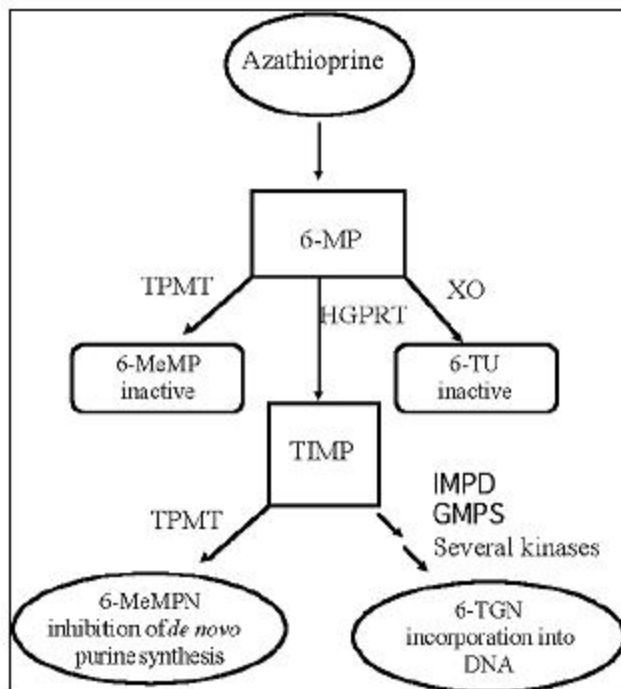 Azathioprine
6-MP
TPMT
HGPRT
XO
6-MeMP
inactive
6-TU
inactive
TIMP
TPMT
IMPD
GMPS
Several kinases
6-MeMPN
inhibition of de novo
purine synthesis
6-TGN
incorporation into
DNA